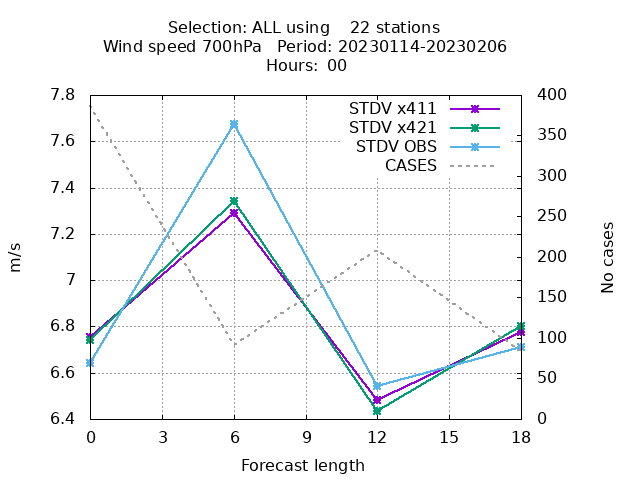 Selection: ALL using    22 stations
Wind speed 700hPa   Period: 20230114-20230206
Hours: 00
STDV x411
STDV x421
STDV OBS
CASES
7.8
7.6
7.4
7.2
7
6.8
6.6
6.4
m/s
400
350
300
250
200
150
100
50
0
No cases
0 3 6 9 12 15 18
Forecast length